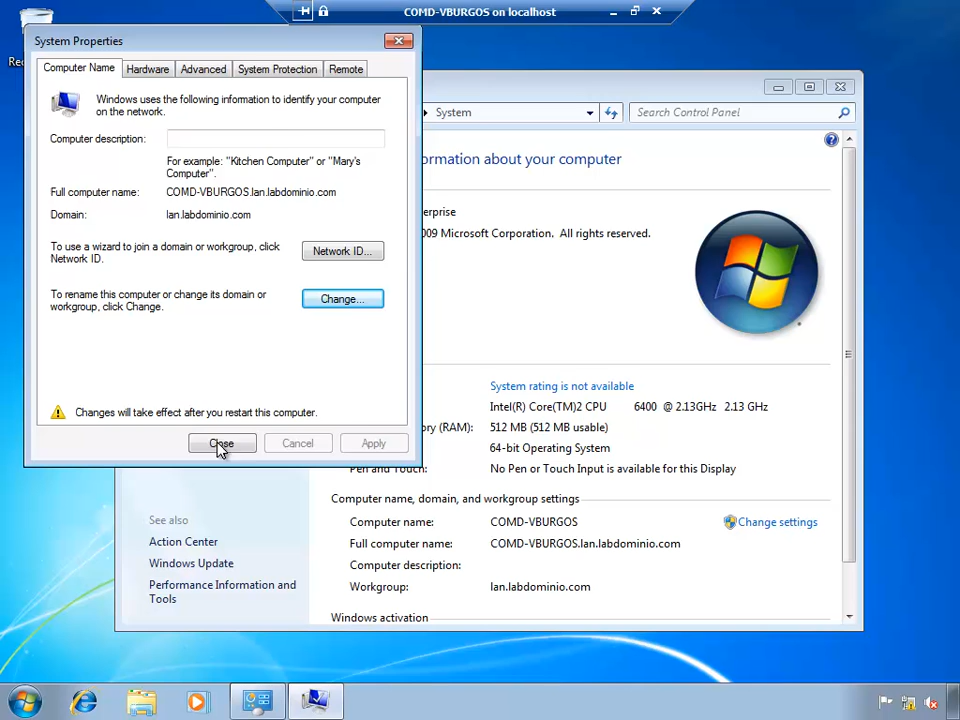 COMD-VBURGOS on localhost
System Properties
Computer Name
Hardware
Advanced
System Protection
Remote
Windows uses the following information to identify your computer
on the network.
Computer description:
For example: "Kitchen Computer" or "Mary's
Computer".
Full computer name: COMD-VBURGOS.lan.labdominio.com
Domain: lan.labdominio.com
To use a wizard to join a domain or workgroup, click
Network ID.
Network ID...
To rename this computer or change its domain or
workgroup, click Change.
Change...
Changes will take effect after you restart this computer.
Close
Cancel
Apply
System
Search Control Panel
ormation about your computer
erprise
009 Microsoft Corporation. All rights reserved.
System rating is not available
Intel(R) Core(TM)2 CPU 6400 @ 2.13GHz 2.13 GHz
ry (RAM): 512 MB (512 MB usable)
64-bit Operating System
Pen and Touch: No Pen or Touch Input is available for this Display
Computer name, domain, and workgroup settings
Computer name: COMD-VBURGOS
Change settings
Full computer name: COMD-VBURGOS.lan.labdominio.com
Computer description:
Workgroup: lan.labdominio.com
Windows activation
See also
Action Center
Windows Update
Performance Information and
Tools